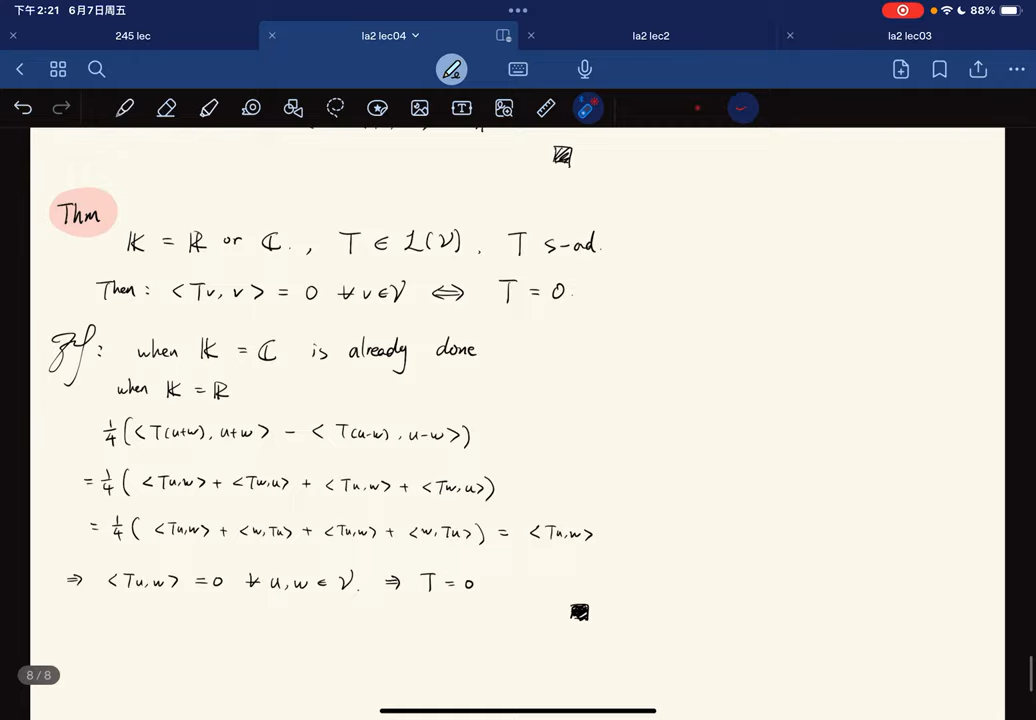 下午2:21 6月7日周五
88%
245 lec
la2 lec04
la2 lec2
la2 lec03
Thm
𝕂 = ℝ or ℂ. , T ∈ ℒ(V). T s-ad.
Then: <Tv, v> = 0 ∀ v∈V ⟺ T = 0.
Pf: when 𝕂 = ℂ is already done
when 𝕂 = ℝ
1/4 (<T(u+w), u+w> − <T(u-w), u-w>)
= 1/4 ( <Tu,w> + <Tw,u> + <Tu,w> + <Tw,u>)
= 1/4 ( <Tu,w> + <w,Tu> + <Tu,w> + <w,Tu>) = <Tu,w>
⇒ <Tu,w> = 0 ∀ u,w ∈ V. ⇒ T = 0
8/8